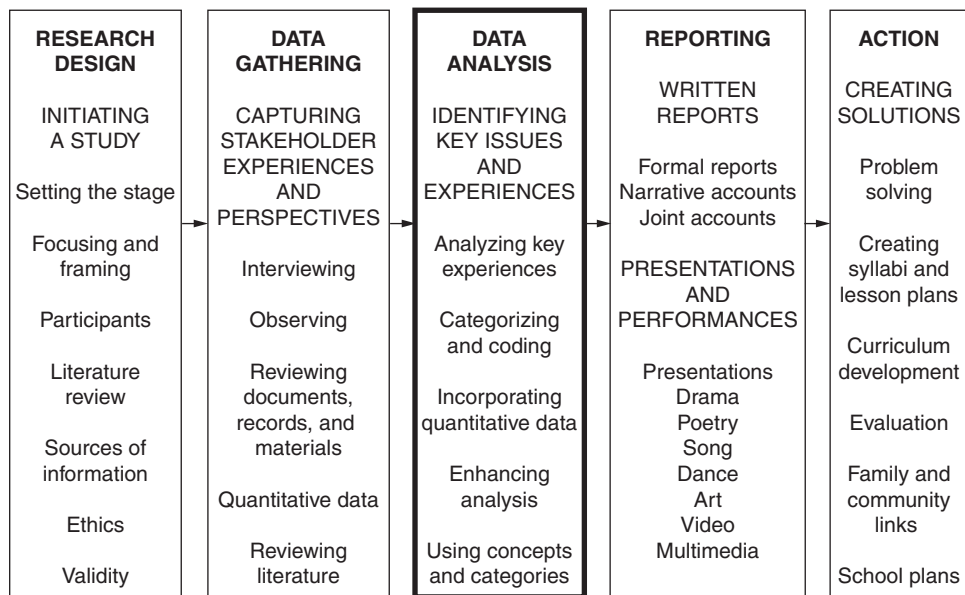 RESEARCH
DESIGN
INITIATING
A STUDY
Setting the stage
Focusing and
framing
Participants
Literature
review
Sources of
information
Ethics
Validity
DATA
GATHERING
CAPTURING
STAKEHOLDER
EXPERIENCES
AND
PERSPECTIVES
Interviewing
Observing
Reviewing
documents,
records, and
materials
Quantitative data
Reviewing
literature
DATA
ANALYSIS
IDENTIFYING
KEY ISSUES
AND
EXPERIENCES
Analyzing key
experiences
Categorizing
and coding
Incorporating
quantitative data
Enhancing
analysis
Using concepts
and categories
REPORTING
WRITTEN
REPORTS
Formal reports
Narrative accounts
Joint accounts
PRESENTATIONS
AND
PERFORMANCES
Presentations
Drama
Poetry
Song
Dance
Art
Video
Multimedia
ACTION
CREATING
SOLUTIONS
Problem
solving
Creating
syllabi and
lesson plans
Curriculum
development
Evaluation
Family and
community
links
School plans